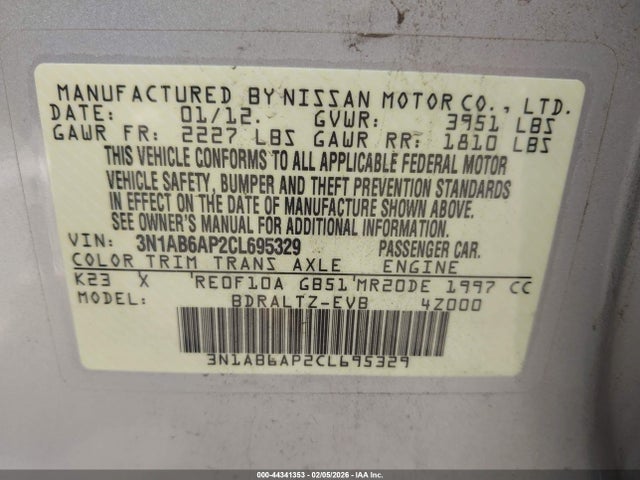 MANUFACTURED BY NISSAN MOTOR CO., LTD.
DATE: 01/12. GVWR: 3951 LBS
GAWR FR: 2227 LBS GAWR RR: 1810 LBS
THIS VEHICLE CONFORMS TO ALL APPLICABLE FEDERAL MOTOR
VEHICLE SAFETY, BUMPER AND THEFT PREVENTION STANDARDS
IN EFFECT ON THE DATE OF MANUFACTURE SHOWN ABOVE.
SEE OWNER'S MANUAL FOR ADDITIONAL INFORMATION.
VIN: 3N1AB6AP2CL695329 PASSENGER CAR.
COLOR TRIM TRANS AXLE ENGINE
K23 X 'RE0F10A GB51'MR20DE 1997 CC
MODEL: BDRALTZ-EVB 4Z000
3N1AB6AP2CL695329
000-44341353 - 02/05/2026 - IAA Inc.